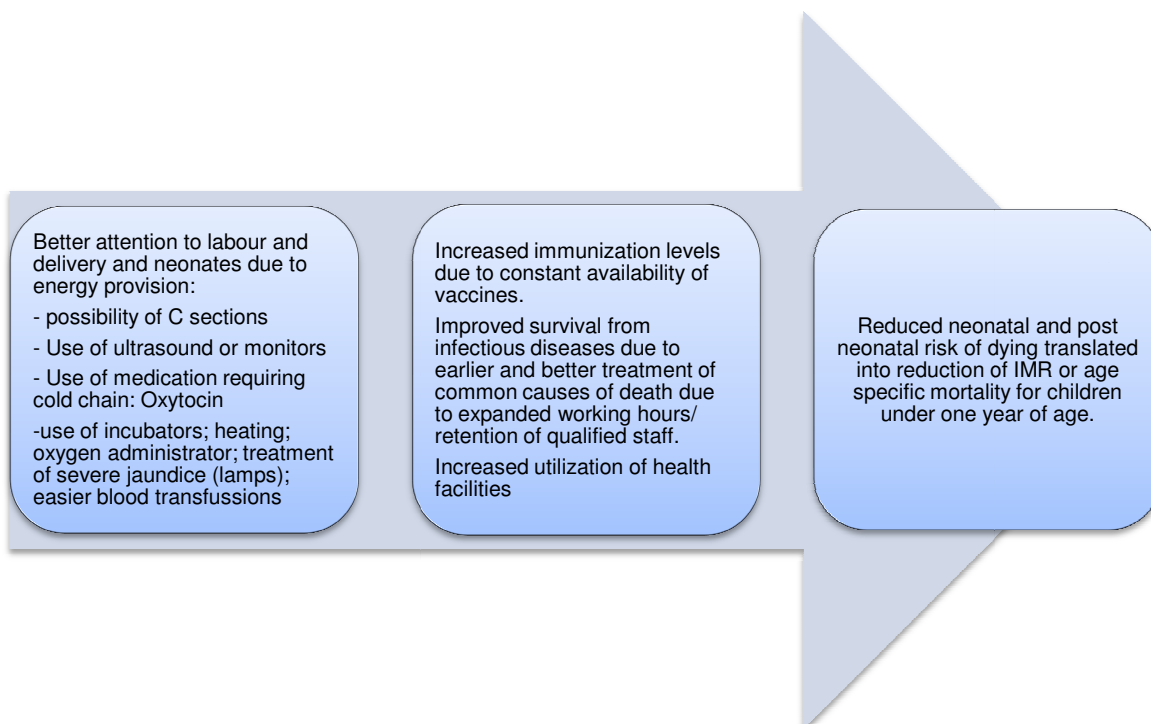 Better attention to labour and
delivery and neonates due to
energy provision:
- possibility of C sections
- Use of ultrasound or monitors
- Use of medication requiring
cold chain: Oxytocin
-use of incubators; heating;
oxygen administrator; treatment
of severe jaundice (lamps);
easier blood transfussions
Increased immunization levels
due to constant availability of
vaccines.
Improved survival from
infectious diseases due to
earlier and better treatment of
common causes of death due
to expanded working hours/
retention of qualified staff.
Increased utilization of health
facilities
Reduced neonatal and post
neonatal risk of dying translated
into reduction of IMR or age
specific mortality for children
under one year of age.